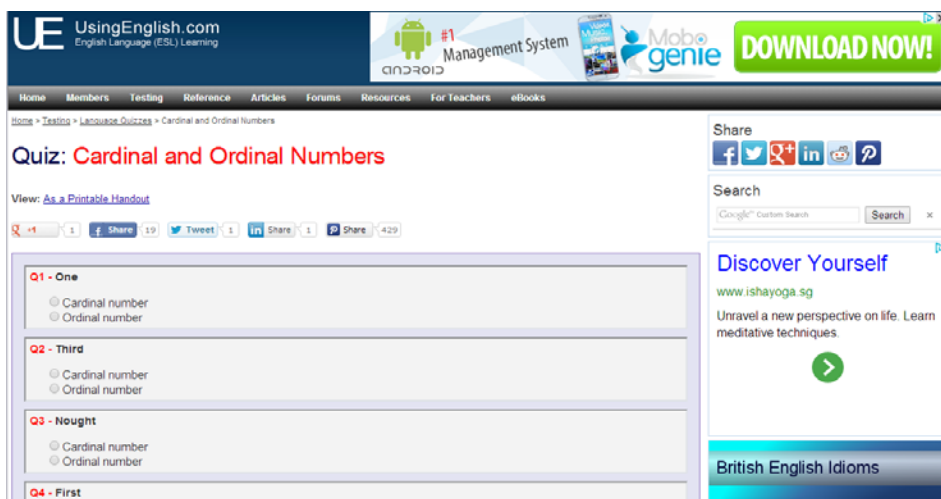 UE UsingEnglish.com
English Language (ESL) Learning
ANDROID
#1
Management System
Mobo
genie
DOWNLOAD NOW!
Home Members Testing Reference Articles Forums Resources For Teachers eBooks
Home > Testing > Language Quizzes > Cardinal and Ordinal Numbers
Quiz: Cardinal and Ordinal Numbers
View: As a Printable Handout
+1 1 Share 19 Tweet 1 Share 1 Share 429
Q1 - One
Cardinal number
Ordinal number
Q2 - Third
Cardinal number
Ordinal number
Q3 - Nought
Cardinal number
Ordinal number
Q4 - First
Share
Search
Google Custom Search Search ×
Discover Yourself
www.ishayoga.sg
Unravel a new perspective on life. Learn
meditative techniques.
British English Idioms